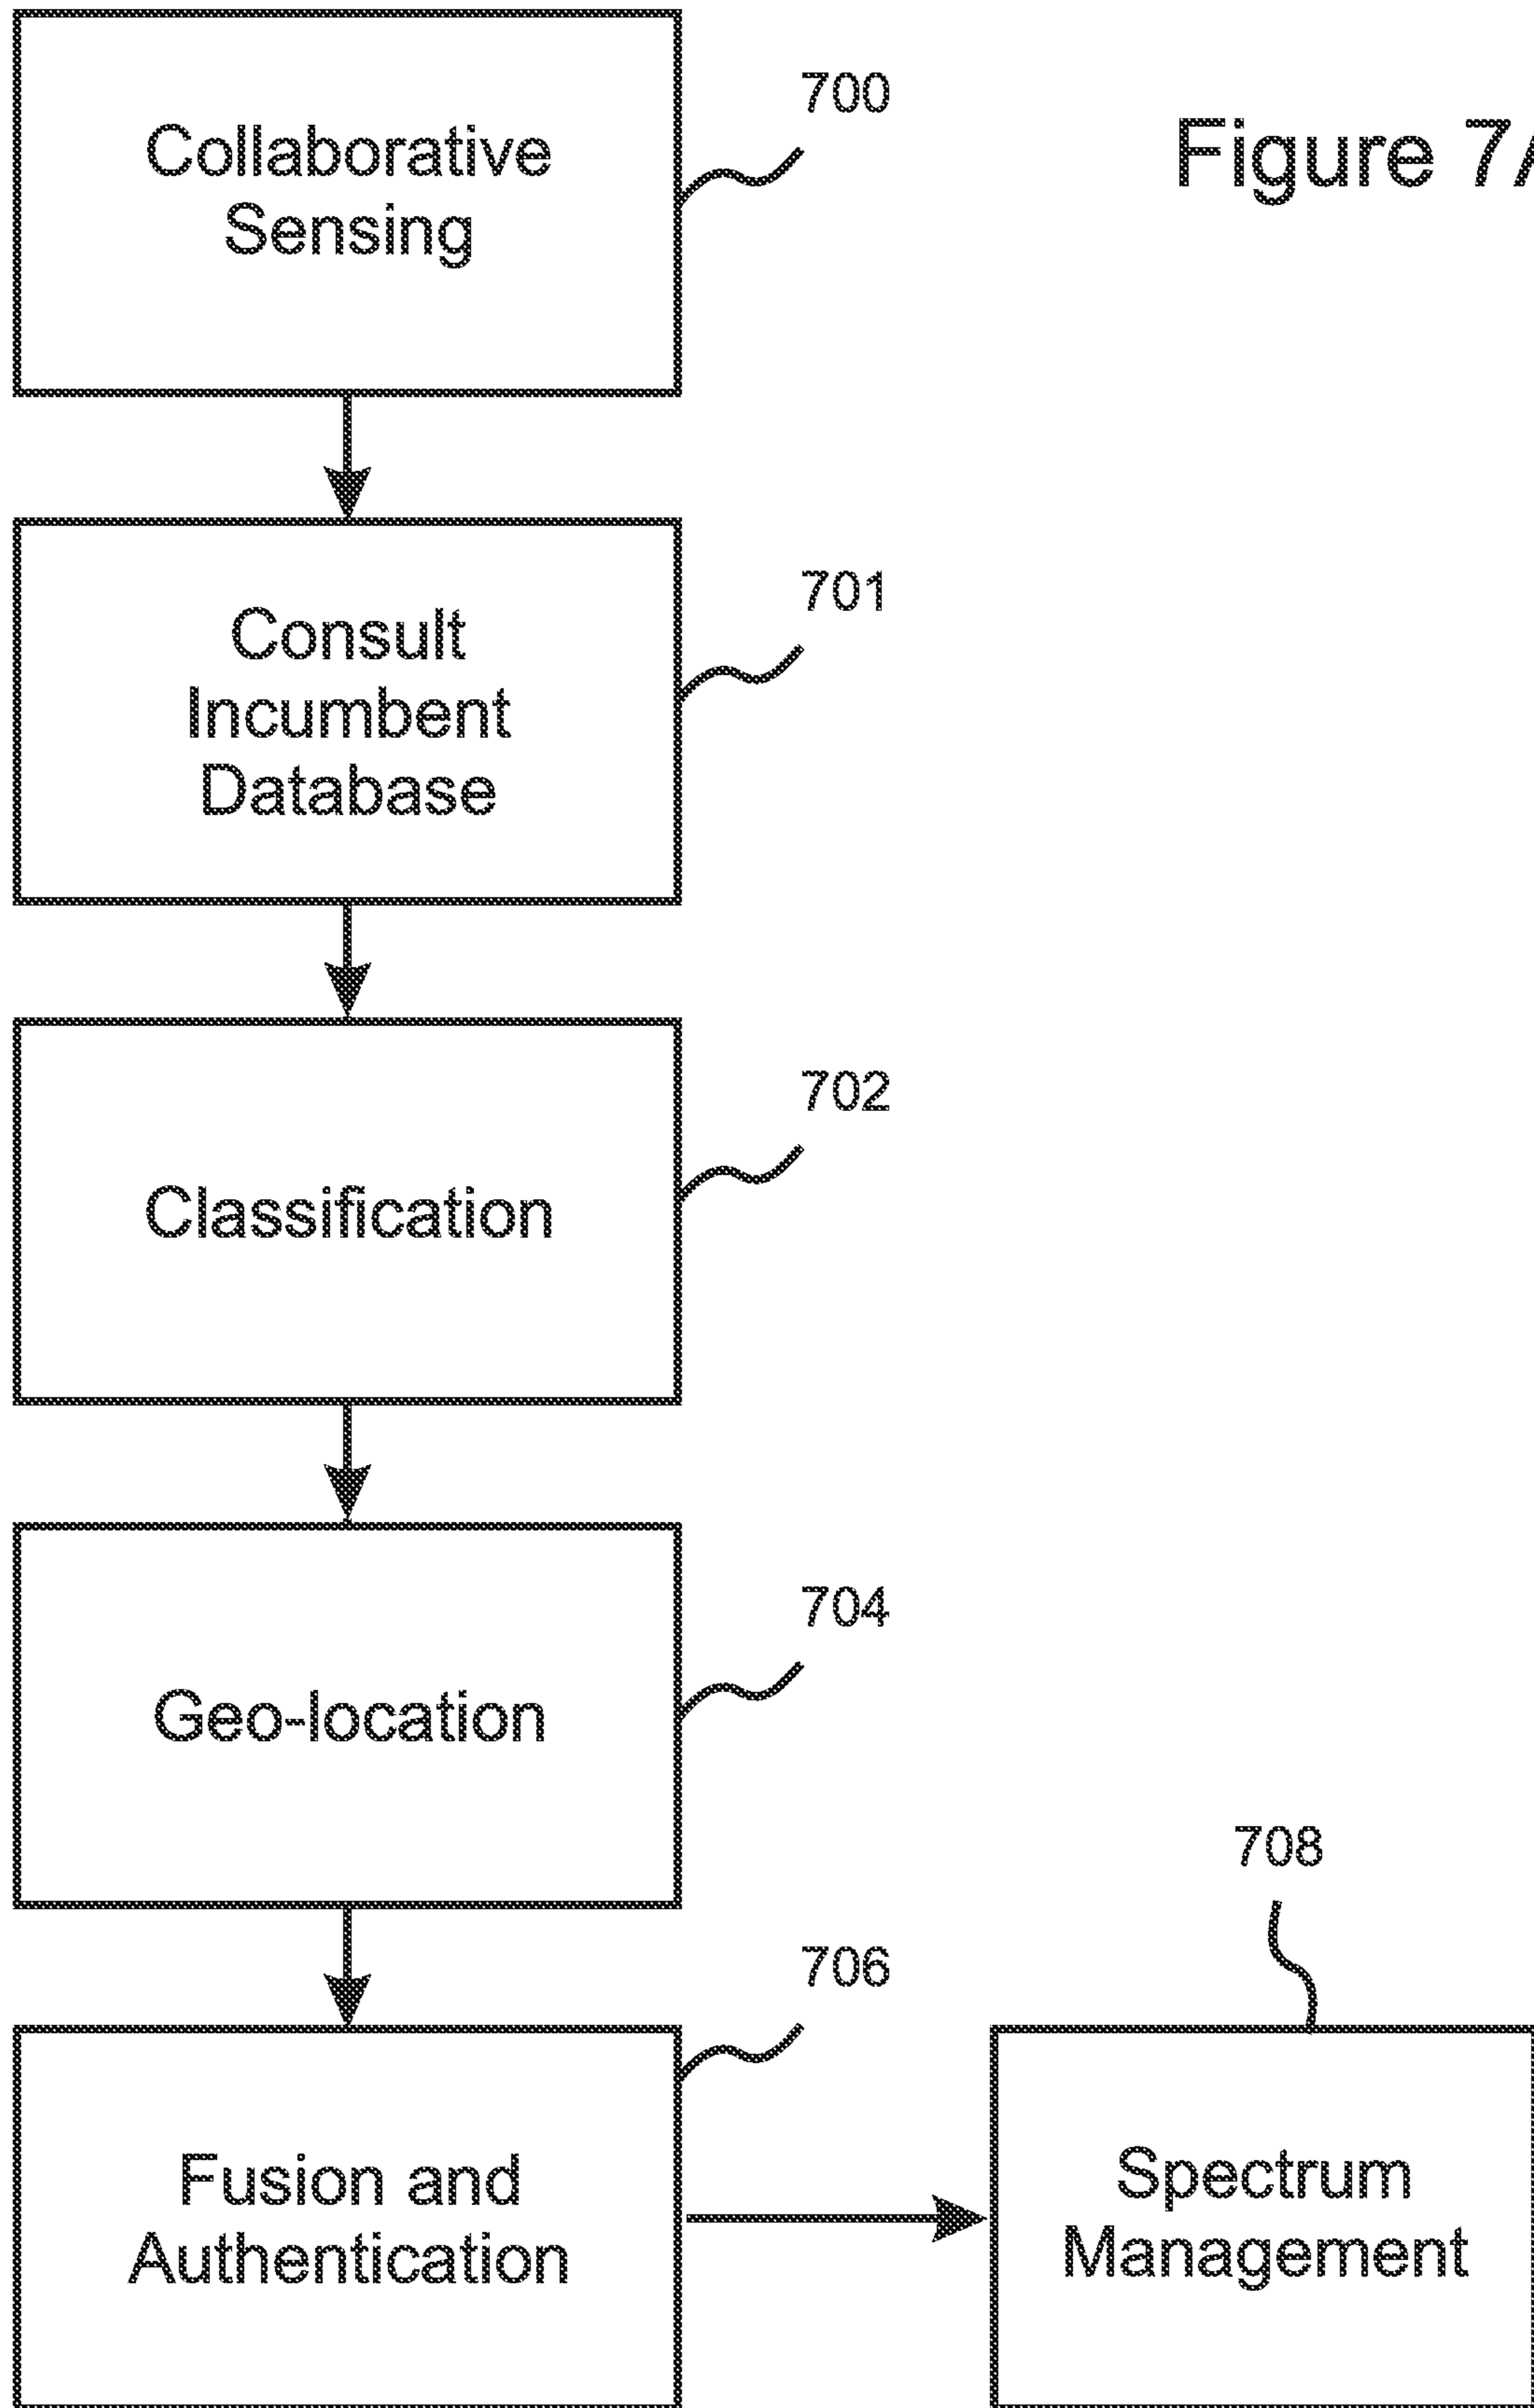 Figure 7A
700
Collaborative
Sensing
701
Consult
Incumbent
Database
702
Classification
704
Geo-location
706
Fusion and
Authentication
708
Spectrum
Management